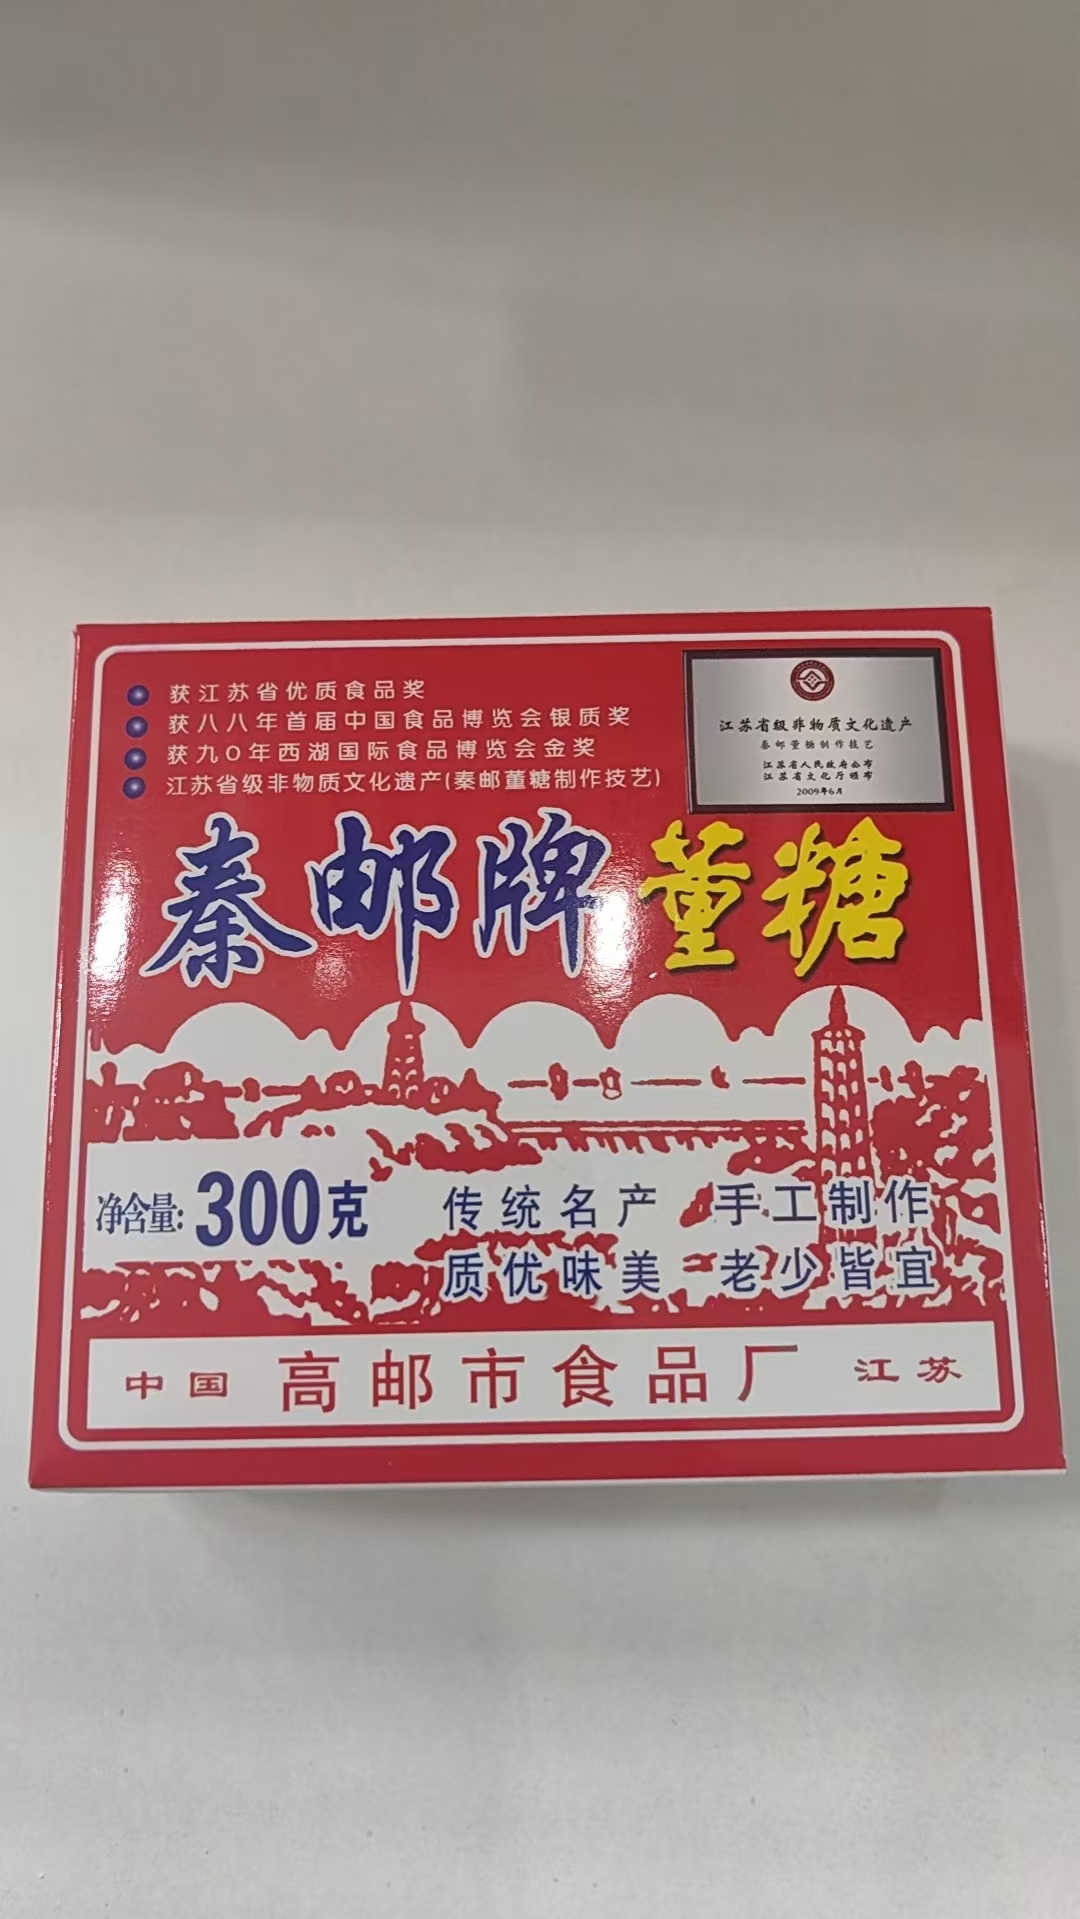 获江苏省优质食品奖
获八八年首届中国食品博览会银质奖
获九〇年西湖国际食品博览会金奖
江苏省级非物质文化遗产(秦邮董糖制作技艺)
江苏省级非物质文化遗产
秦邮董糖制作技艺
江苏省人民政府公布
江苏省文化厅颁布
2009年6月
秦邮牌董糖
净含量:300克
传统名产 手工制作
质优味美 老少皆宜
中国 高邮市食品厂 江苏